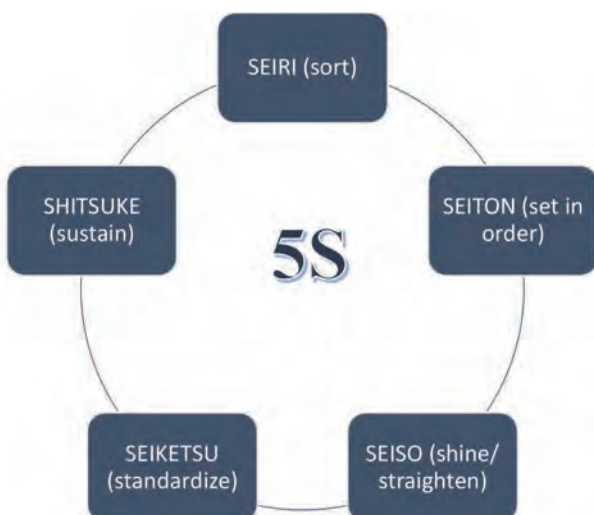 SEIRI (sort)
SEITON (set in
order)
SEISO (shine/
straighten)
SEIKETSU
(standardize)
SHITSUKE
(sustain)
5S